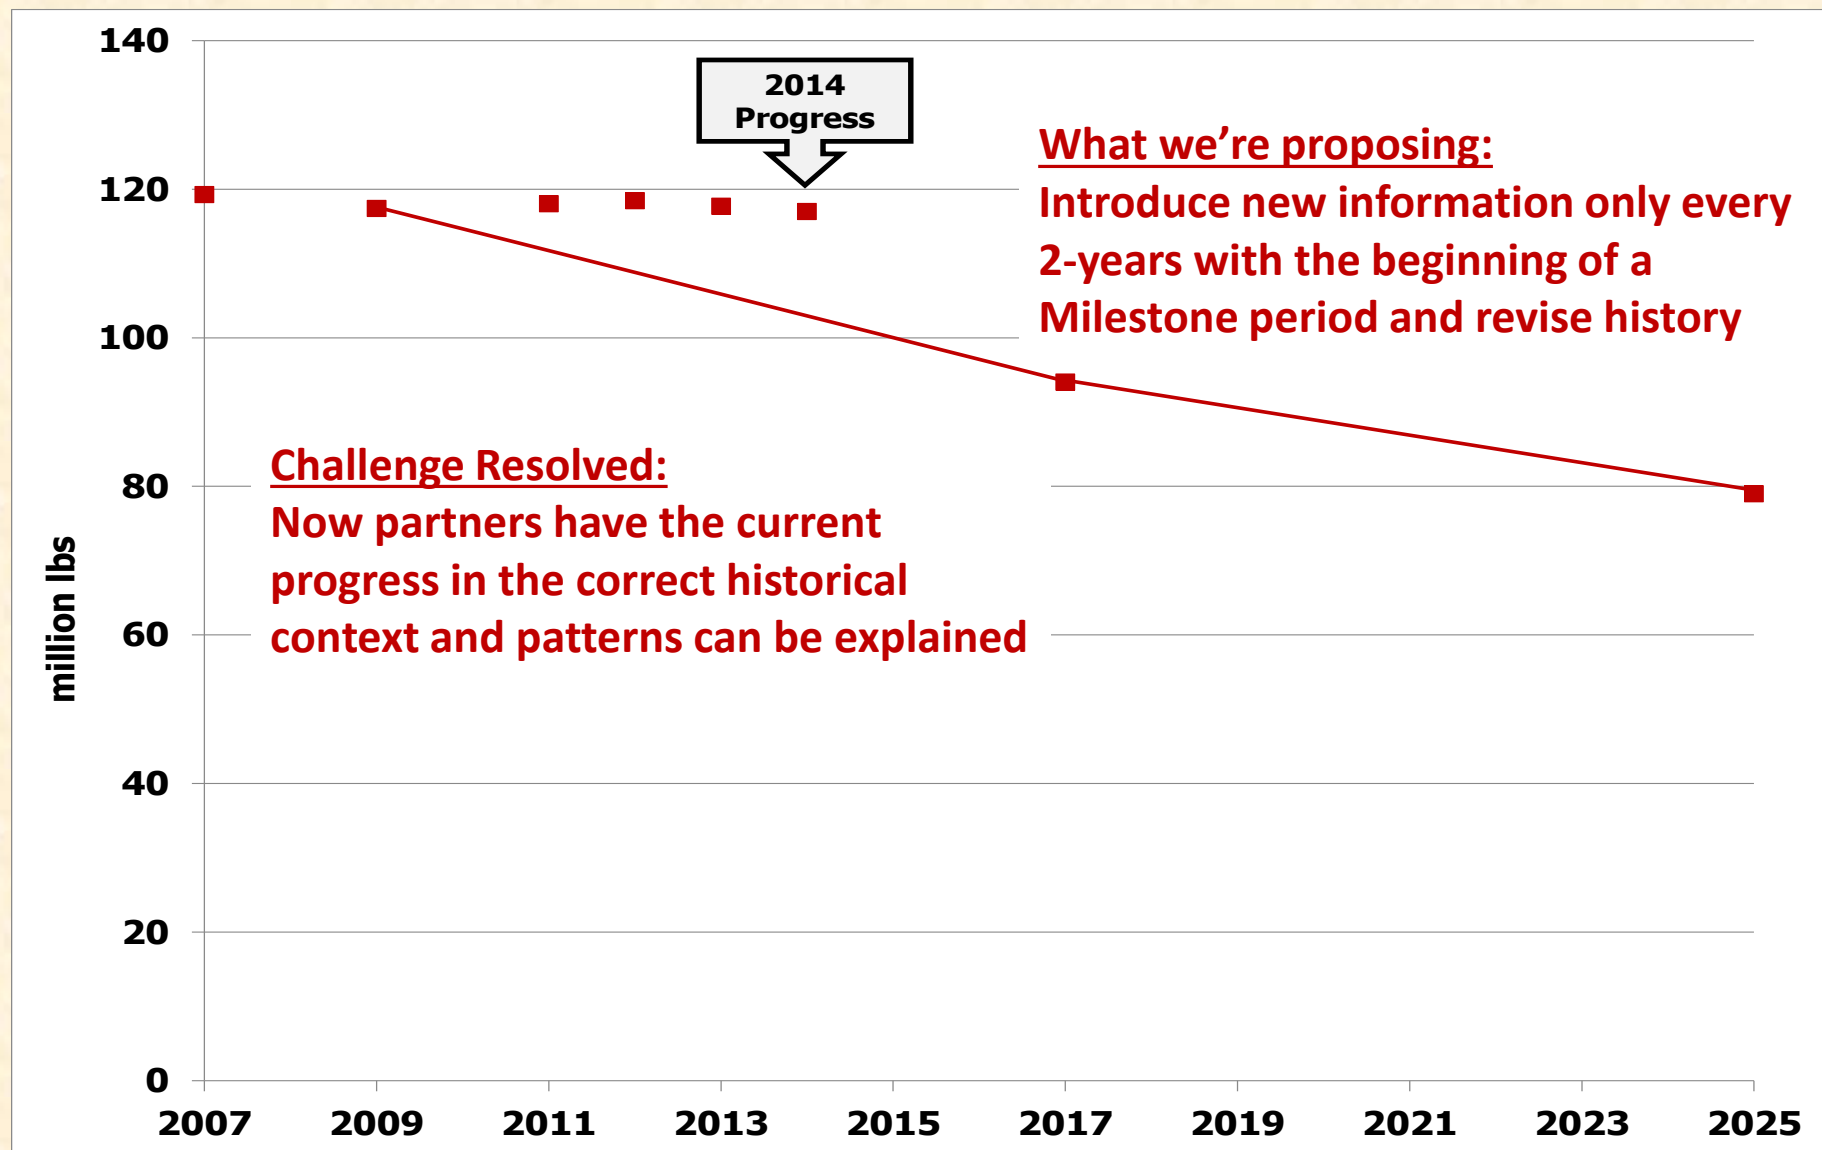 140
120
100
80
60
40
20
0
million lbs
2007
2009
2011
2013
2015
2017
2019
2021
2023
2025
2014
Progress
What we’re proposing:
Introduce new information only every
2-years with the beginning of a
Milestone period and revise history
Challenge Resolved:
Now partners have the current
progress in the correct historical
context and patterns can be explained